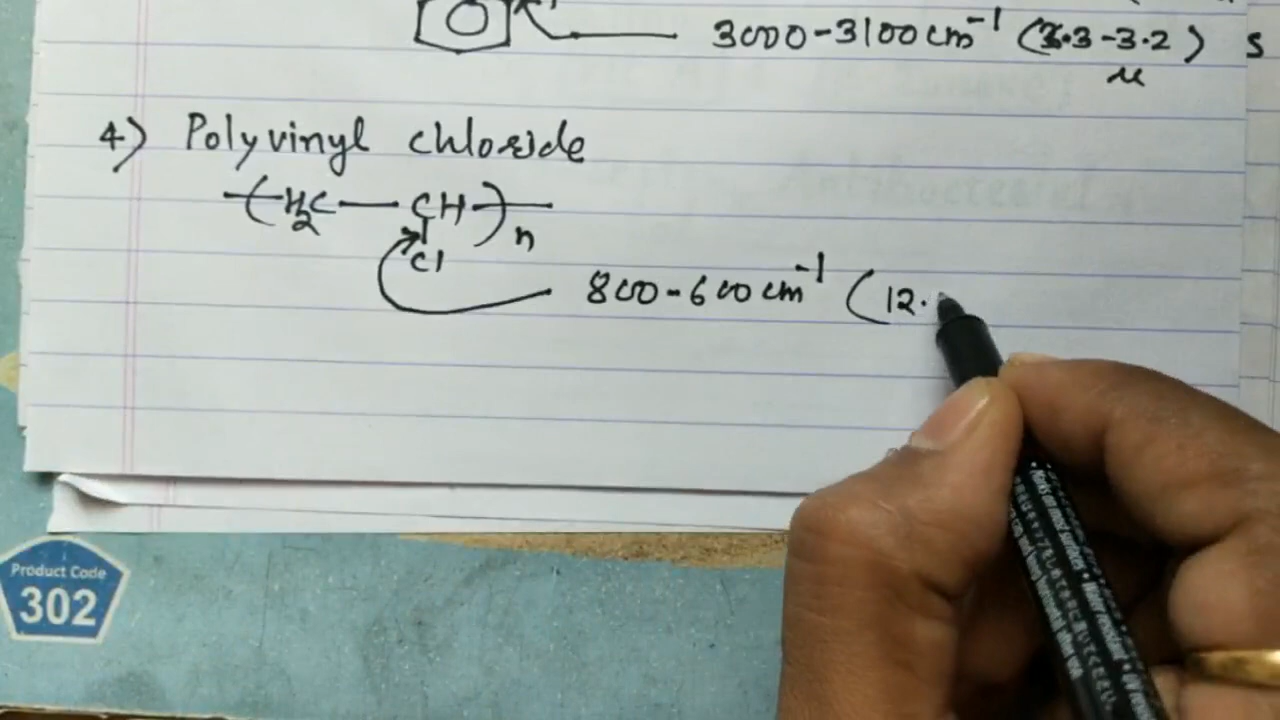 3000-3100 cm⁻¹ (3.3-3.2) s
μ
4) Polyvinyl chloride
-(H₂C-CH)-n
Cl
800-600 cm⁻¹ (12.
Product Code
302